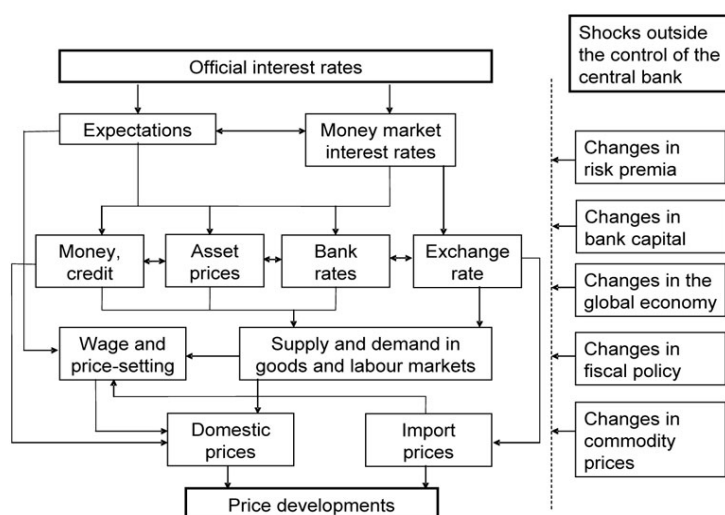 Official interest rates
Shocks outside
the control of the
central bank
Expectations
Money market
interest rates
Changes in
risk premia
Money,
credit
Asset
prices
Bank
rates
Exchange
rate
Changes in
bank capital
Changes in the
global economy
Wage and
price-setting
Supply and demand in
goods and labour markets
Changes in
fiscal policy
Domestic
prices
Import
prices
Changes in
commodity
prices
Price developments